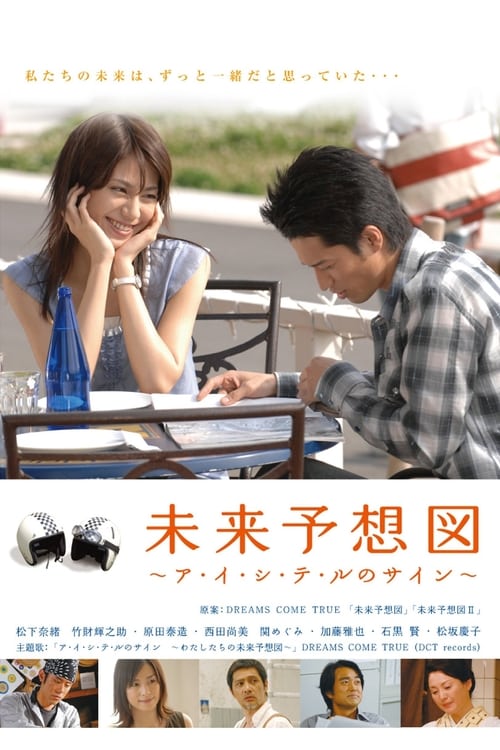 私たちの未来は、ずっと一緒だと思っていた・・・
未来予想図
～ア・イ・シ・テ・ルのサイン～
原案：DREAMS COME TRUE 「未来予想図」「未来予想図Ⅱ」
松下奈緒　竹財輝之助・原田泰造・西田尚美　関めぐみ・加藤雅也・石黒 賢・松坂慶子
主題歌：「ア・イ・シ・テ・ルのサイン　～わたしたちの未来予想図～」DREAMS COME TRUE (DCT records)